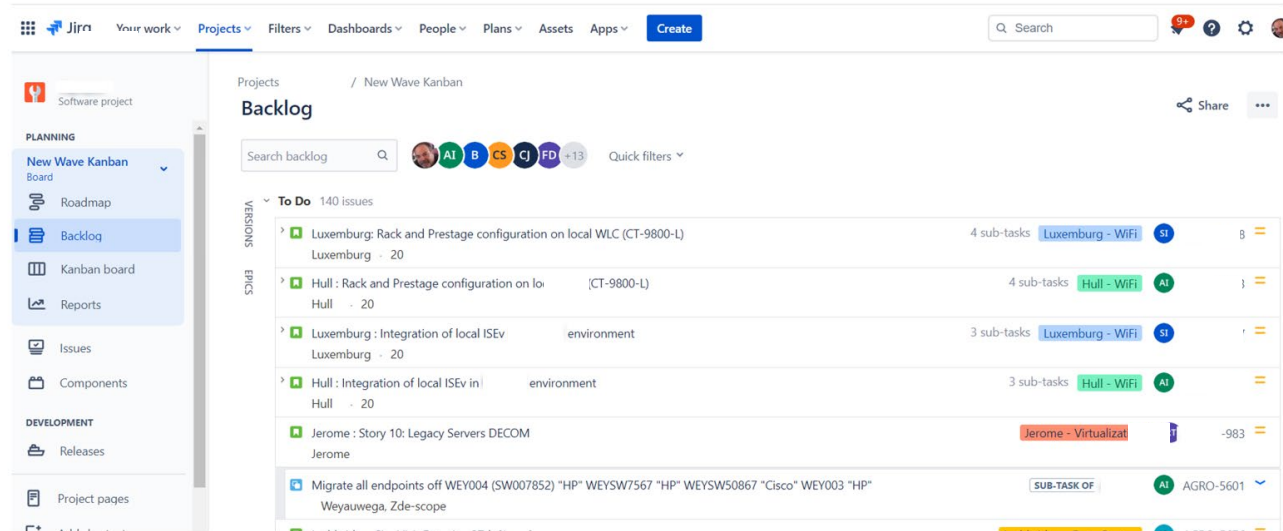 Jira Your work Projects Filters Dashboards People Plans Assets Apps Create Search 9+
Software project
PLANNING
New Wave Kanban
Board
Roadmap
Backlog
Kanban board
Reports
Issues
Components
DEVELOPMENT
Releases
Project pages
Projects / New Wave Kanban
Backlog
Share
Search backlog AI B CS CJ FD +13 Quick filters
VERSIONS
EPICS
To Do 140 issues
Luxemburg: Rack and Prestage configuration on local WLC (CT-9800-L) 4 sub-tasks Luxemburg - WiFi SI 8
Luxemburg - 20
Hull : Rack and Prestage configuration on (CT-9800-L) 4 sub-tasks Hull - WiFi AI
Hull - 20
Luxemburg : Integration of local ISEv environment 3 sub-tasks Luxemburg - WiFi SI
Luxemburg - 20
Hull : Integration of local ISEv in environment 3 sub-tasks Hull - WiFi AI
Hull - 20
Jerome : Story 10: Legacy Servers DECOM Jerome - Virtualizat -983
Jerome
Migrate all endpoints off WEY004 (SW007852) "HP" WEYSW7567 "HP" WEYSW50867 "Cisco" WEY003 "HP" SUB-TASK OF AI AGRO-5601
Weyauwega, Zde-scope